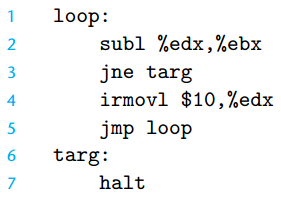 1 loop:
2 subl %edx,%ebx
3 jne targ
4 irmovl $10,%edx
5 jmp loop
6 targ:
7 halt